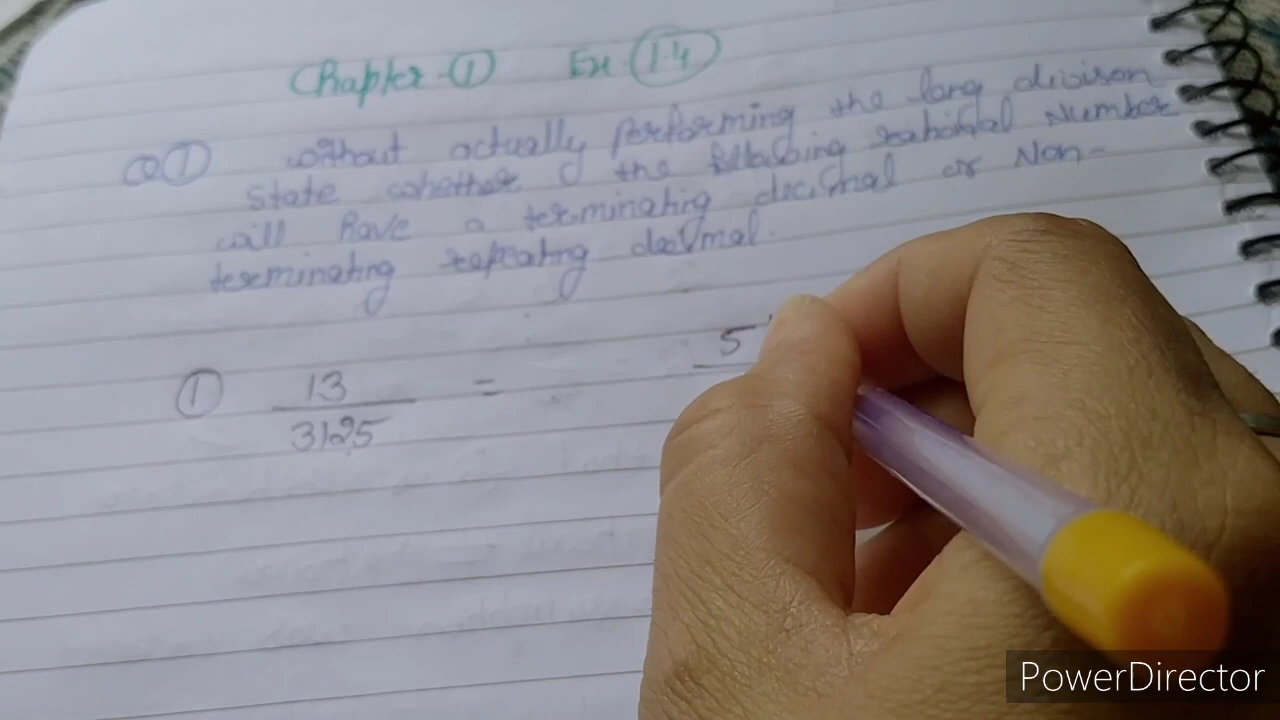 Chapter-① Ex. 1.4
Q① without actually performing the long divison
state whether the following rational Number
will have a terminating decimal or Non-
terminating repeating decimal.
① 13 =
3125
5
PowerDirector